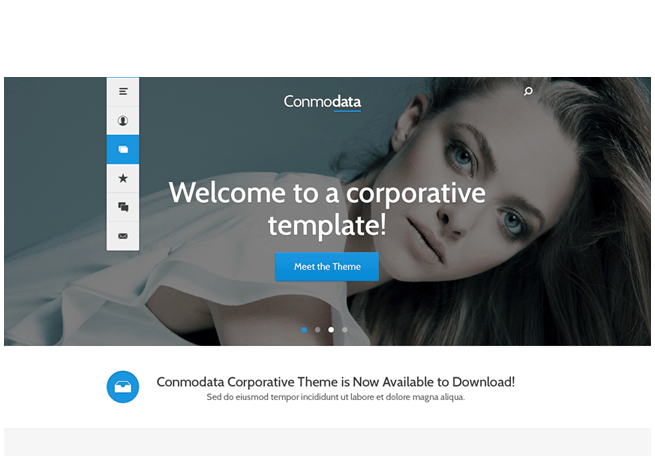 Conmodata
Welcome to a corporative
template!
Meet the Theme
Conmodata Corporative Theme is Now Available to Download!
Sed do eiusmod tempor incididunt ut labore et dolore magna aliqua.